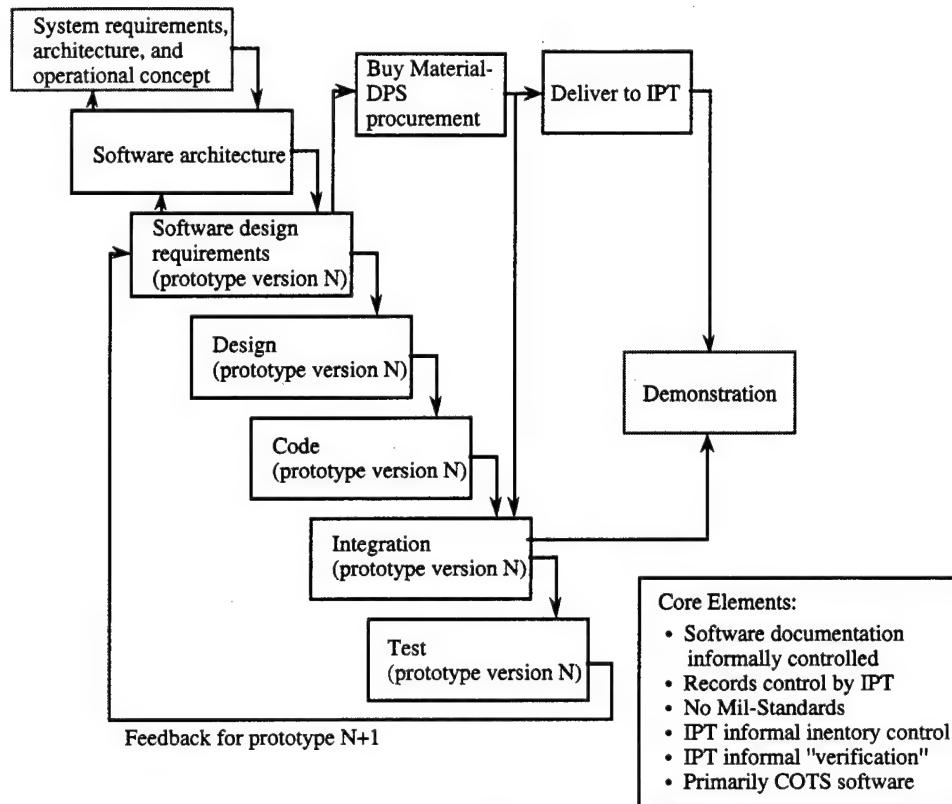 System requirements,
architecture, and
operational concept
Buy Material-
DPS
procurement
Deliver to IPT
Software architecture
Software design
requirements
(prototype version N)
Design
(prototype version N)
Demonstration
Code
(prototype version N)
Integration
(prototype version N)
Test
(prototype version N)
Feedback for prototype N+1
Core Elements:
• Software documentation
informally controlled
• Records control by IPT
• No Mil-Standards
• IPT informal inentory control
• IPT informal "verification"
• Primarily COTS software